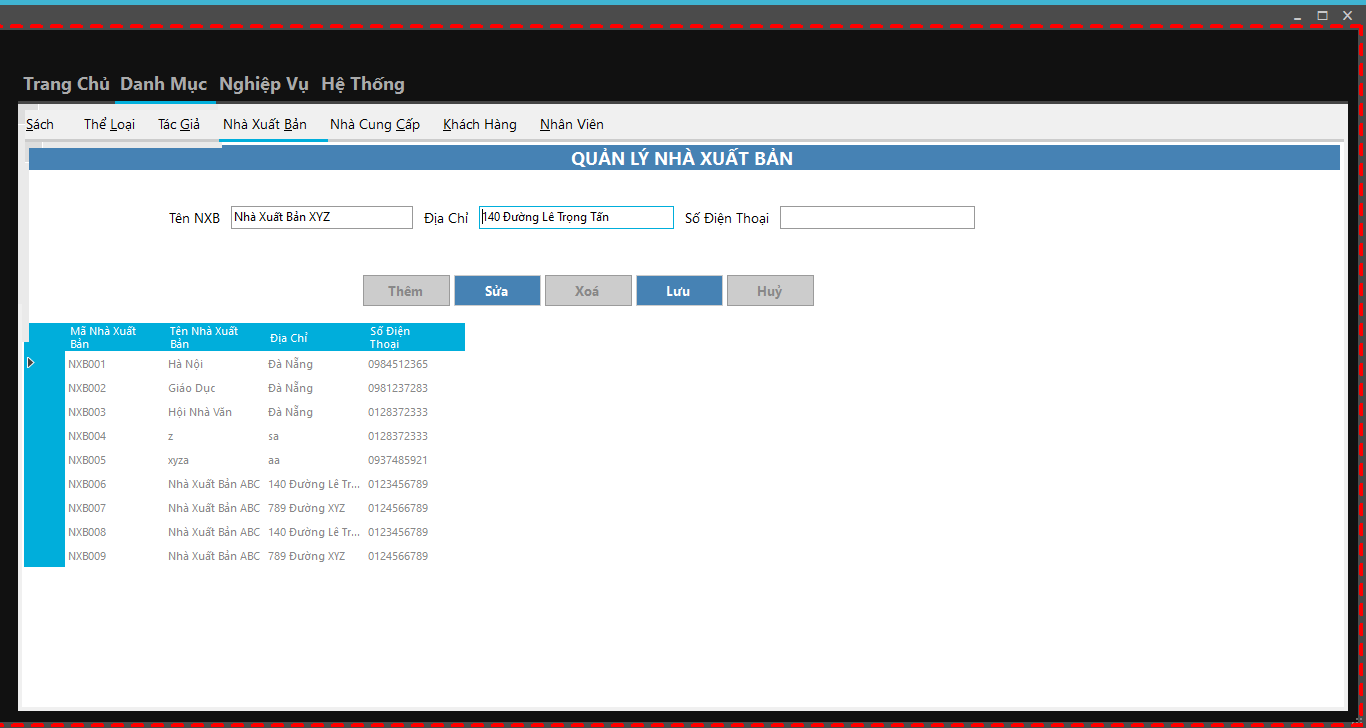 Trang Chủ Danh Mục Nghiệp Vụ Hệ Thống
Sách Thể Loại Tác Giả Nhà Xuất Bản Nhà Cung Cấp Khách Hàng Nhân Viên
QUẢN LÝ NHÀ XUẤT BẢN
Tên NXB Nhà Xuất Bản XYZ Địa Chỉ 140 Đường Lê Trọng Tấn Số Điện Thoại
Thêm Sửa Xoá Lưu Huỷ
Mã Nhà Xuất Bản Tên Nhà Xuất Bản Địa Chỉ Số Điện Thoại
NXB001 Hà Nội Đà Nẵng 0984512365
NXB002 Giáo Dục Đà Nẵng 0981237283
NXB003 Hội Nhà Văn Đà Nẵng 0128372333
NXB004 z sa 0128372333
NXB005 xyza aa 0937485921
NXB006 Nhà Xuất Bản ABC 140 Đường Lê Tr... 0123456789
NXB007 Nhà Xuất Bản ABC 789 Đường XYZ 0124566789
NXB008 Nhà Xuất Bản ABC 140 Đường Lê Tr... 0123456789
NXB009 Nhà Xuất Bản ABC 789 Đường XYZ 0124566789